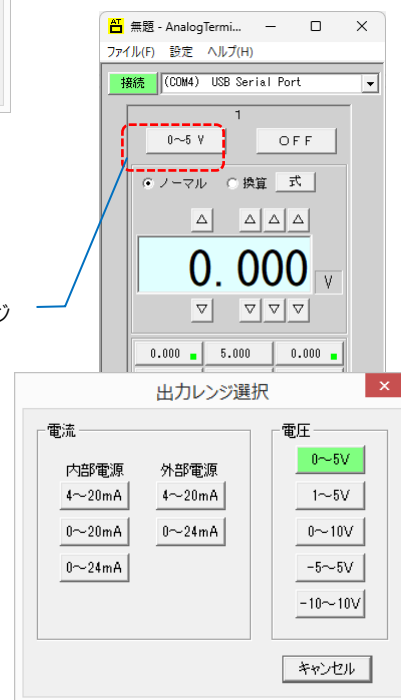 無題 - AnalogTermi...
ファイル(F) 設定 ヘルプ(H)
接続 (COM4) USB Serial Port
1
0～5 V OFF
ノーマル 換算 式
0.000 V
ジ
0.000 5.000 0.000
出力レンジ選択
電流
内部電源 外部電源
4～20mA 4～20mA
0～20mA 0～24mA
0～24mA
電圧
0～5V
1～5V
0～10V
-5～5V
-10～10V
キャンセル